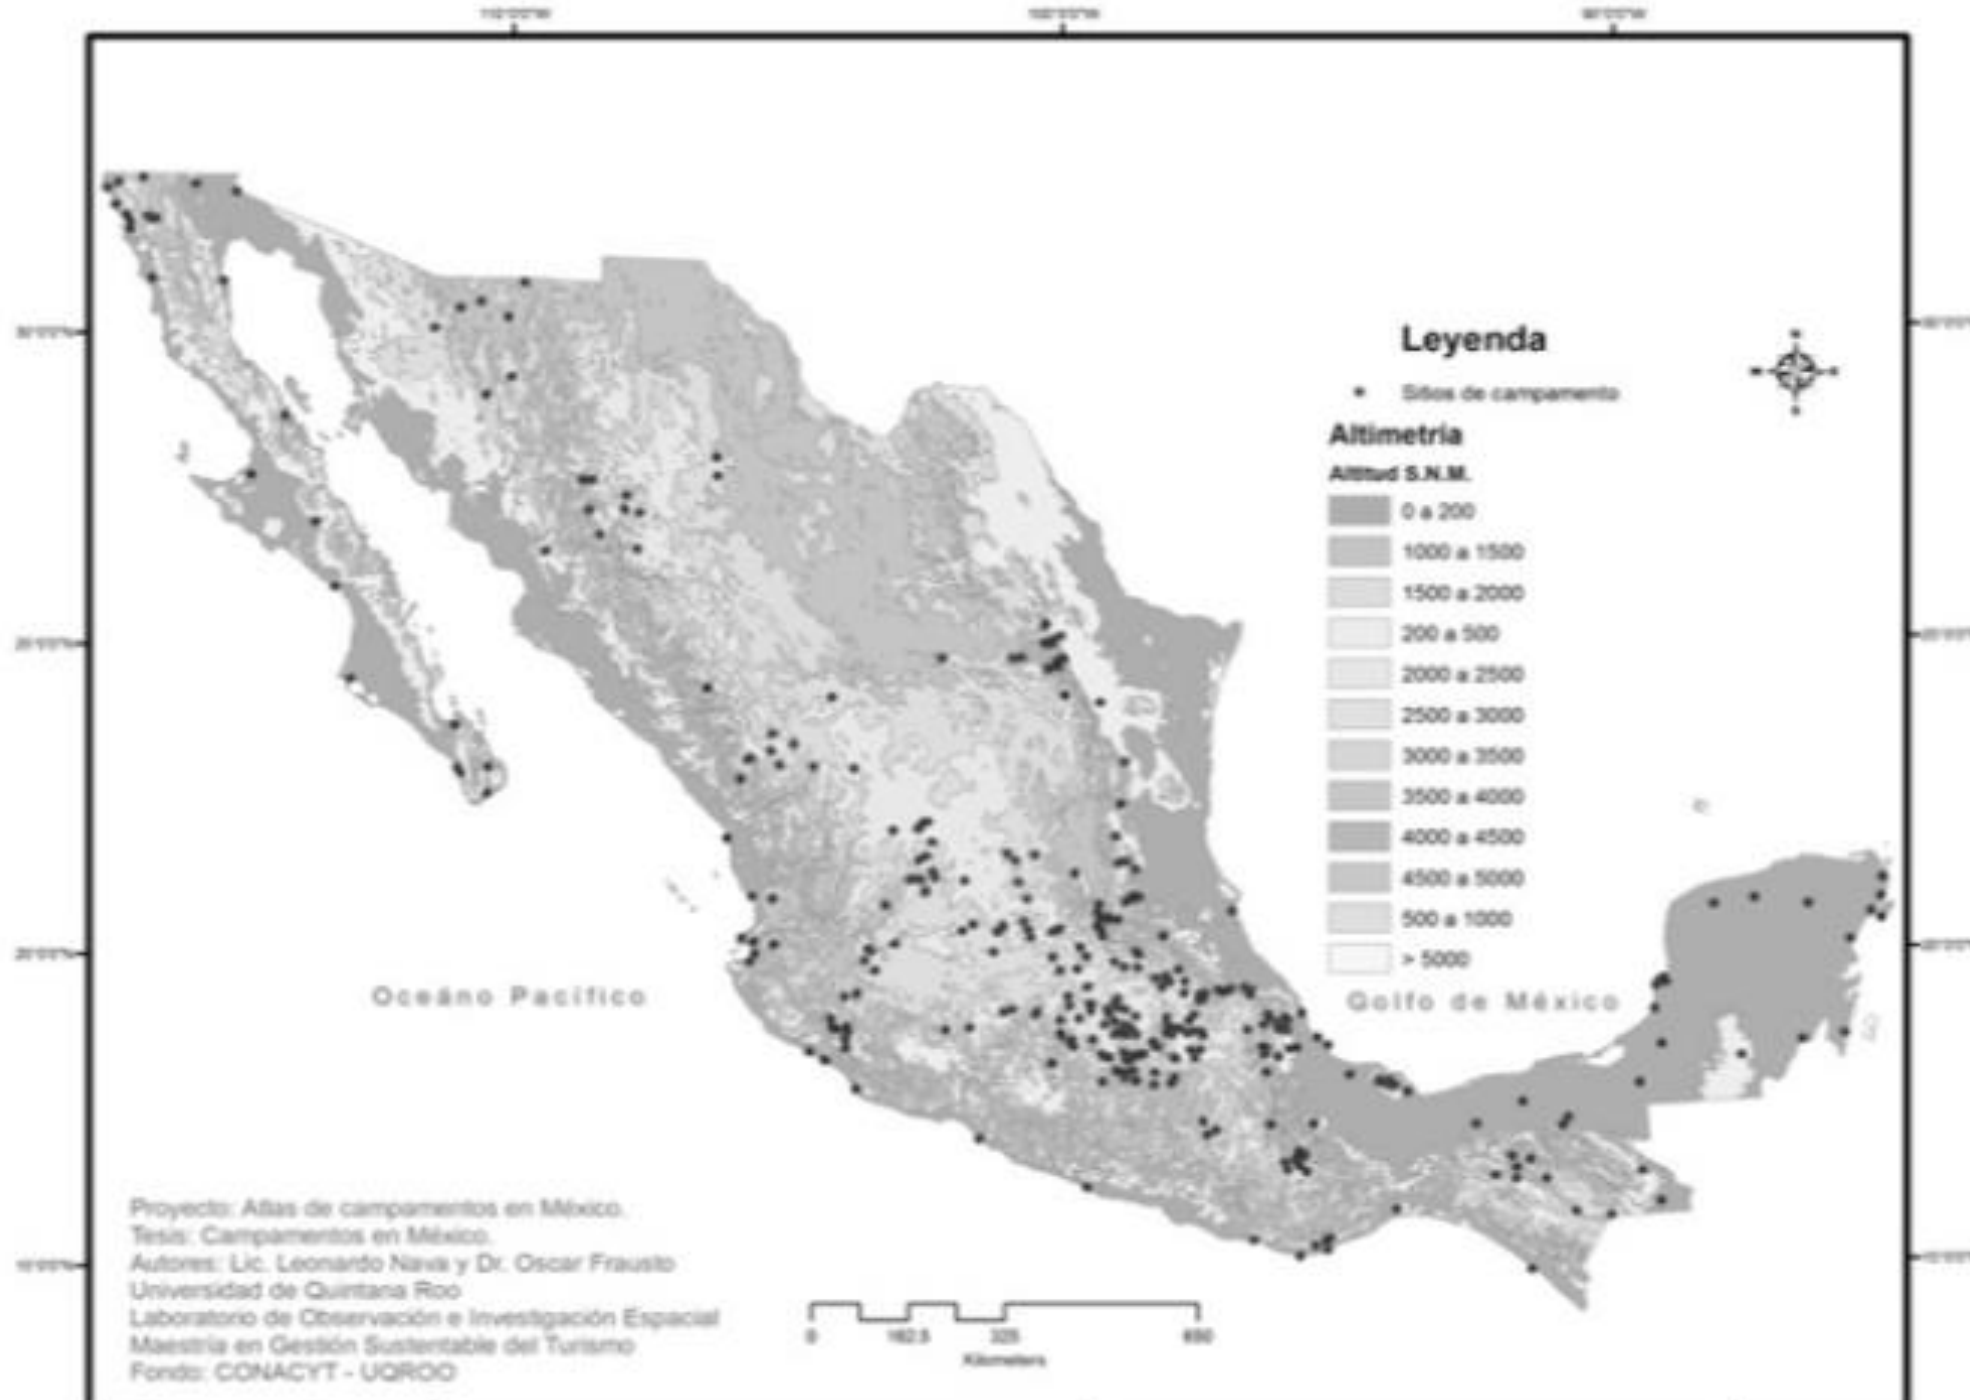 Leyenda
Sitios de campamento
Altimetría
Altitud S.N.M.
0 a 200
1000 a 1500
1500 a 2000
200 a 500
2000 a 2500
2500 a 3000
3000 a 3500
3500 a 4000
4000 a 4500
4500 a 5000
500 a 1000
> 5000
Oceáno Pacífico
Golfo de México
Proyecto: Atlas de campamentos en México.
Tesis: Campamentos en México.
Autores: Lic. Leonardo Nava y Dr. Oscar Frausto
Universidad de Quintana Roo
Laboratorio de Observación e Investigación Espacial
Maestría en Gestión Sustentable del Turismo
Fondo: CONACYT - UQROO
0 162.5 325 650
Kilometers